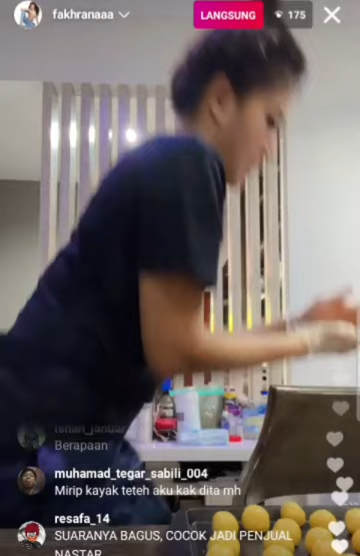 fakhranaaa
LANGSUNG
175
ishan_januar
Berapaan
muhamad_tegar_sabili_004
Mirip kayak teteh aku kak dita mh
resafa_14
SUARANYA BAGUS, COCOK JADI PENJUAL
NASTAR